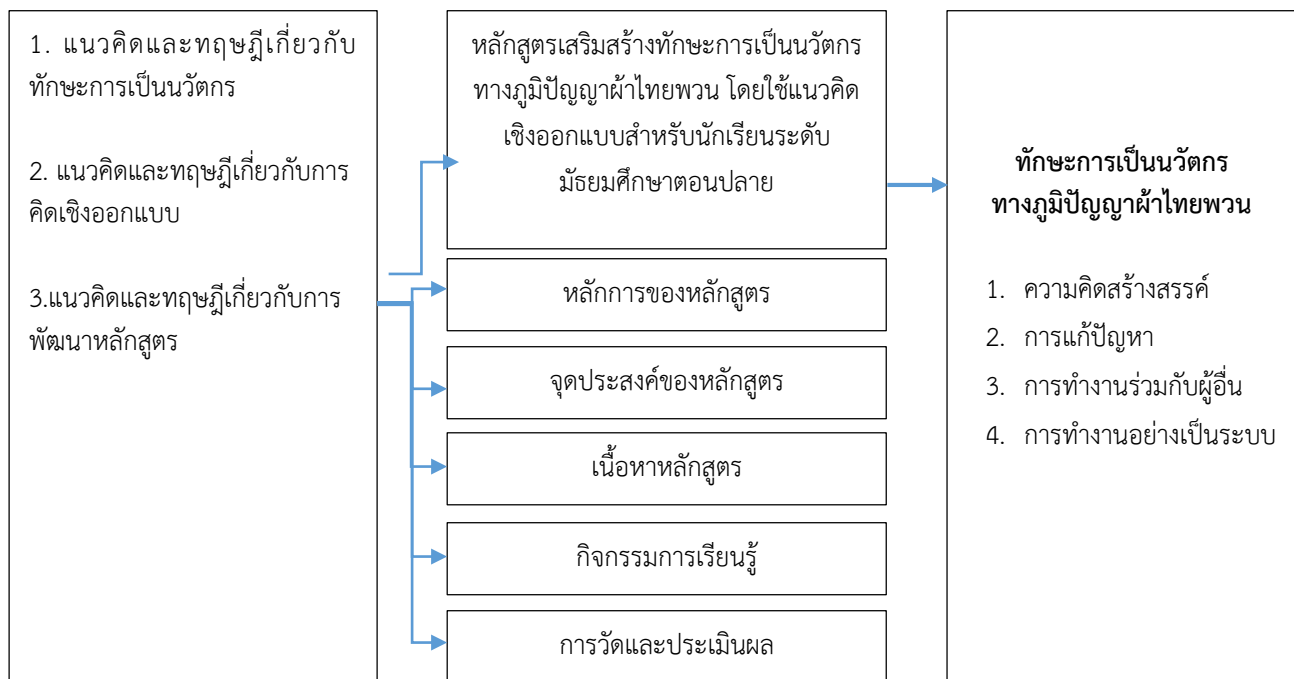 1. แนวคิดและทฤษฎีเกี่ยวกับ
ทักษะการเป็นนวัตกร
2. แนวคิดและทฤษฎีเกี่ยวกับการ
คิดเชิงออกแบบ
3.แนวคิดและทฤษฎีเกี่ยวกับการ
พัฒนาหลักสูตร
หลักสูตรเสริมสร้างทักษะการเป็นนวัตกร
ทางภูมิปัญญาผ้าไทยพวน โดยใช้แนวคิด
เชิงออกแบบสำหรับนักเรียนระดับ
มัธยมศึกษาตอนปลาย
หลักการของหลักสูตร
จุดประสงค์ของหลักสูตร
เนื้อหาหลักสูตร
กิจกรรมการเรียนรู้
การวัดและประเมินผล
ทักษะการเป็นนวัตกร
ทางภูมิปัญญาผ้าไทยพวน
1. ความคิดสร้างสรรค์
2. การแก้ปัญหา
3. การทำงานร่วมกับผู้อื่น
4. การทำงานอย่างเป็นระบบ